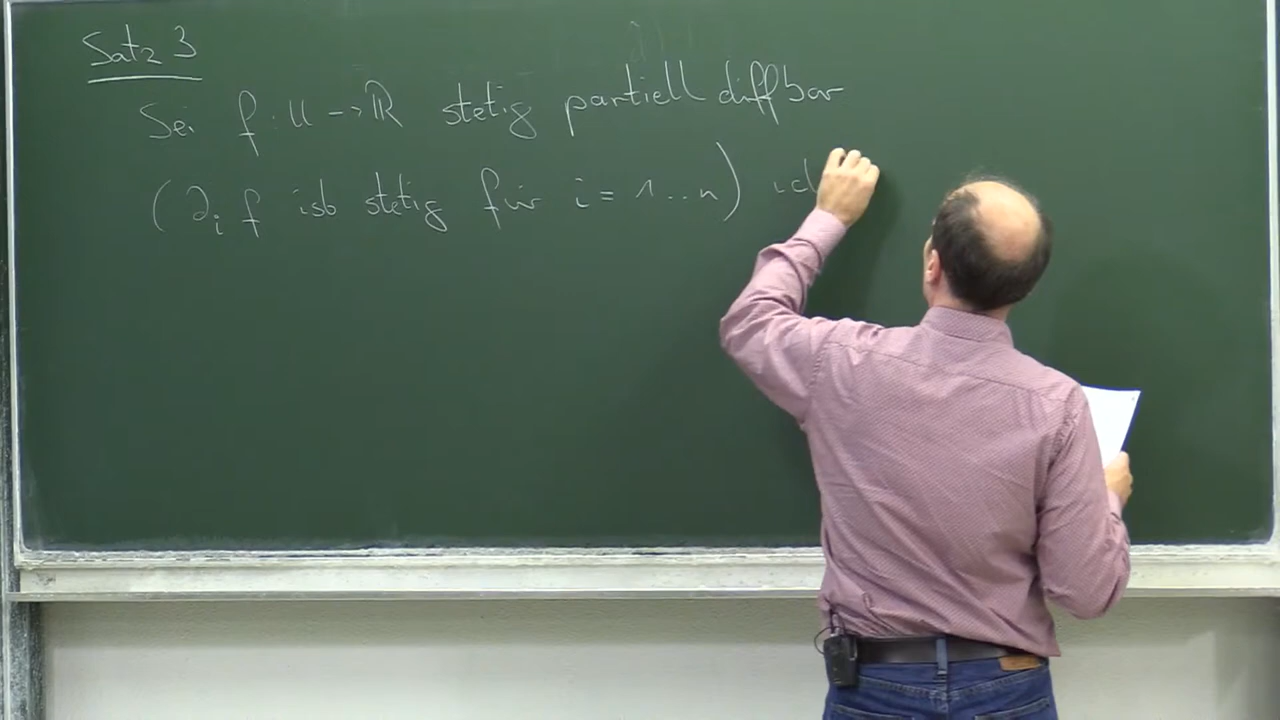 Satz 3
Sei f: U → ℝ stetig partiell diffbar
(∂ᵢ f ist stetig für i = 1...n)